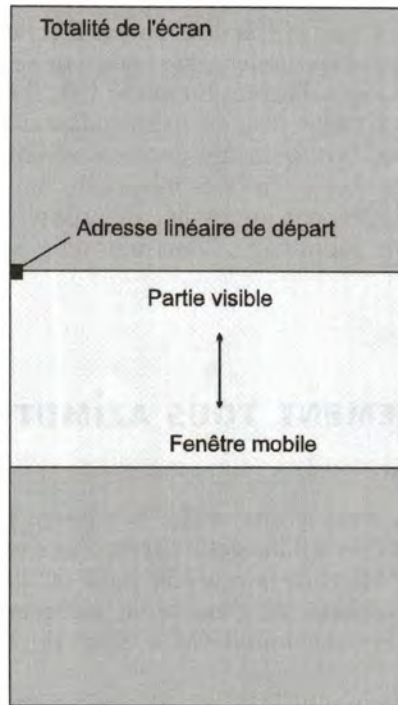 Totalité de l'écran
Adresse linéaire de départ
Partie visible
Fenêtre mobile